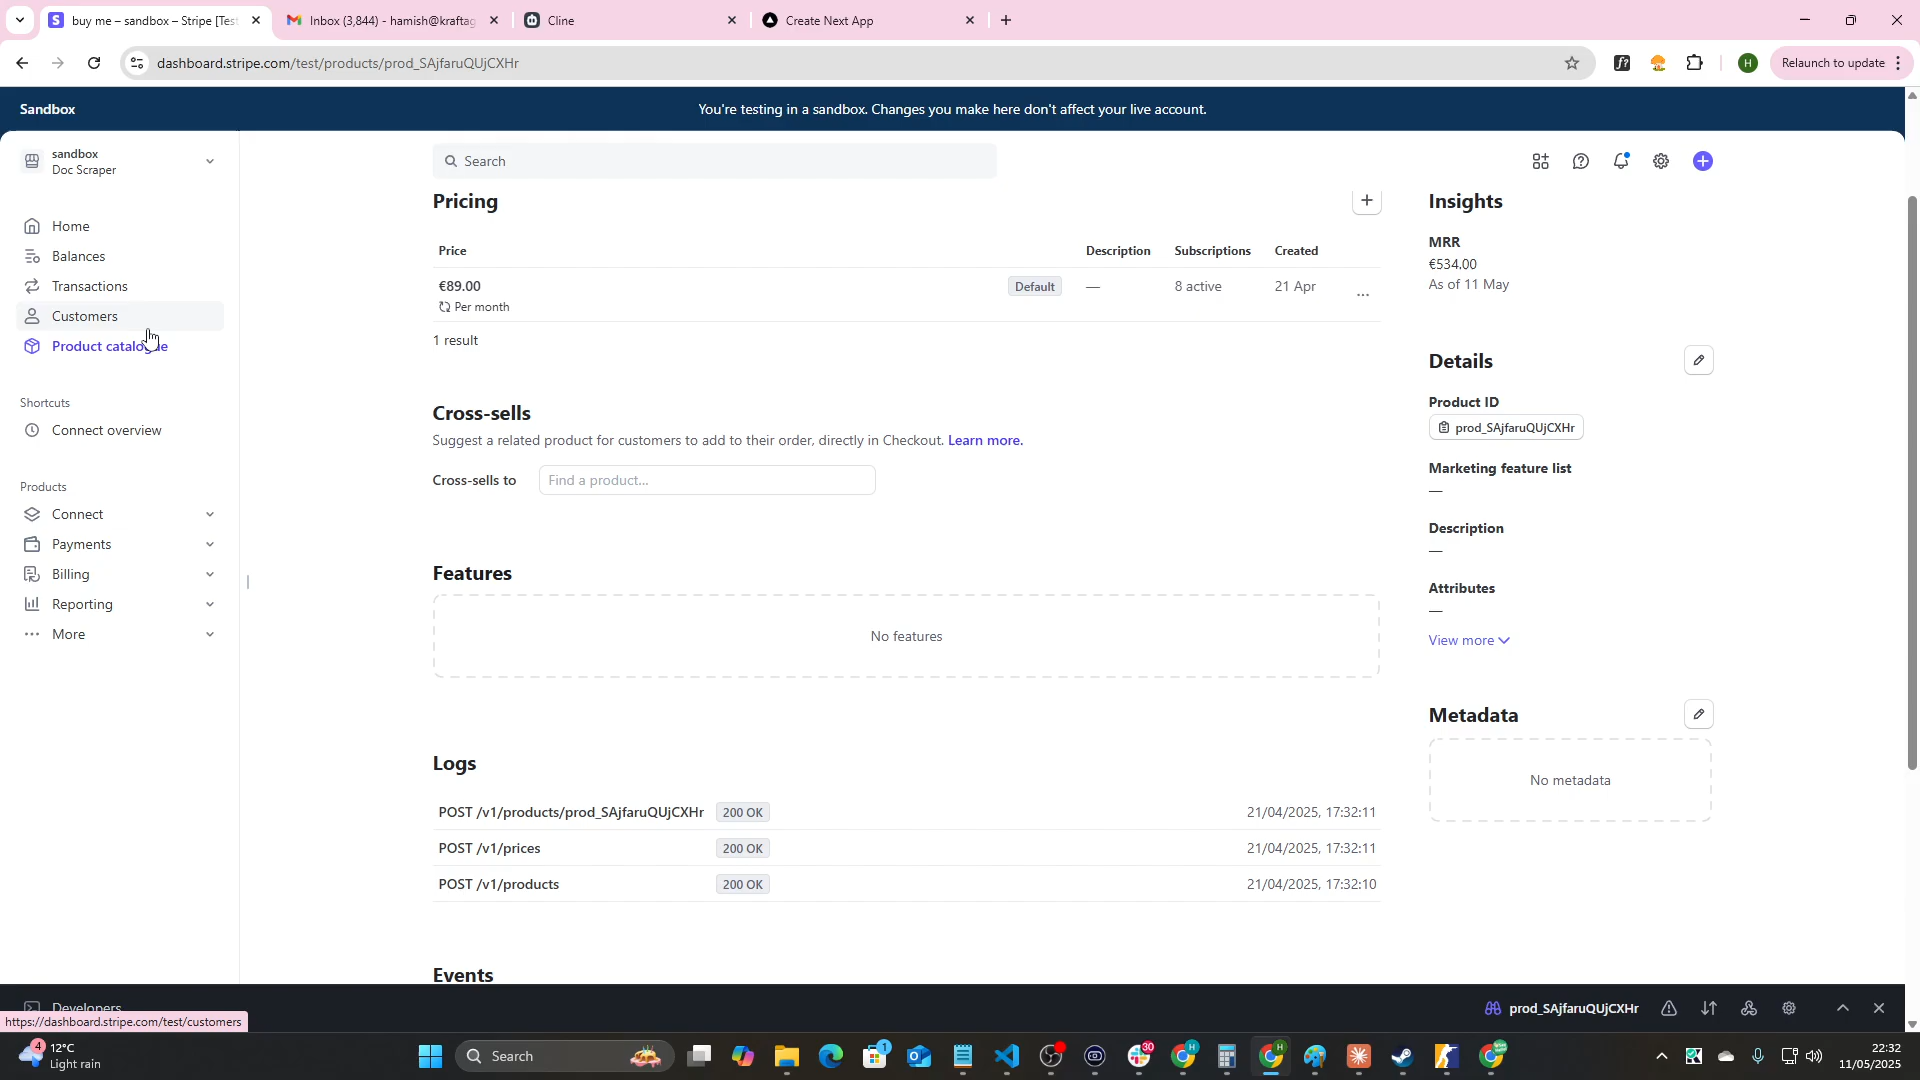 buy me – sandbox – Stripe [Test
Inbox (3,844) - hamish@kraftag
Cline
Create Next App
dashboard.stripe.com/test/products/prod_SAjfaruQUjCXHr
H
Relaunch to update
Sandbox
You're testing in a sandbox. Changes you make here don't affect your live account.
sandbox
Doc Scraper
Search
Home
Balances
Transactions
Customers
Product catalogue
Shortcuts
Connect overview
Products
Connect
Payments
Billing
Reporting
More
Pricing
Price
Description
Subscriptions
Created
€89.00
Default
—
8 active
21 Apr
Per month
1 result
Cross-sells
Suggest a related product for customers to add to their order, directly in Checkout. Learn more.
Cross-sells to
Find a product...
Features
No features
Logs
POST /v1/products/prod_SAjfaruQUjCXHr
200 OK
21/04/2025, 17:32:11
POST /v1/prices
200 OK
21/04/2025, 17:32:11
POST /v1/products
200 OK
21/04/2025, 17:32:10
Events
Insights
MRR
€534.00
As of 11 May
Details
Product ID
prod_SAjfaruQUjCXHr
Marketing feature list
—
Description
—
Attributes
—
View more
Metadata
No metadata
Developers
prod_SAjfaruQUjCXHr
https://dashboard.stripe.com/test/customers
4
12°C
Light rain
Search
1
30
22:32
11/05/2025